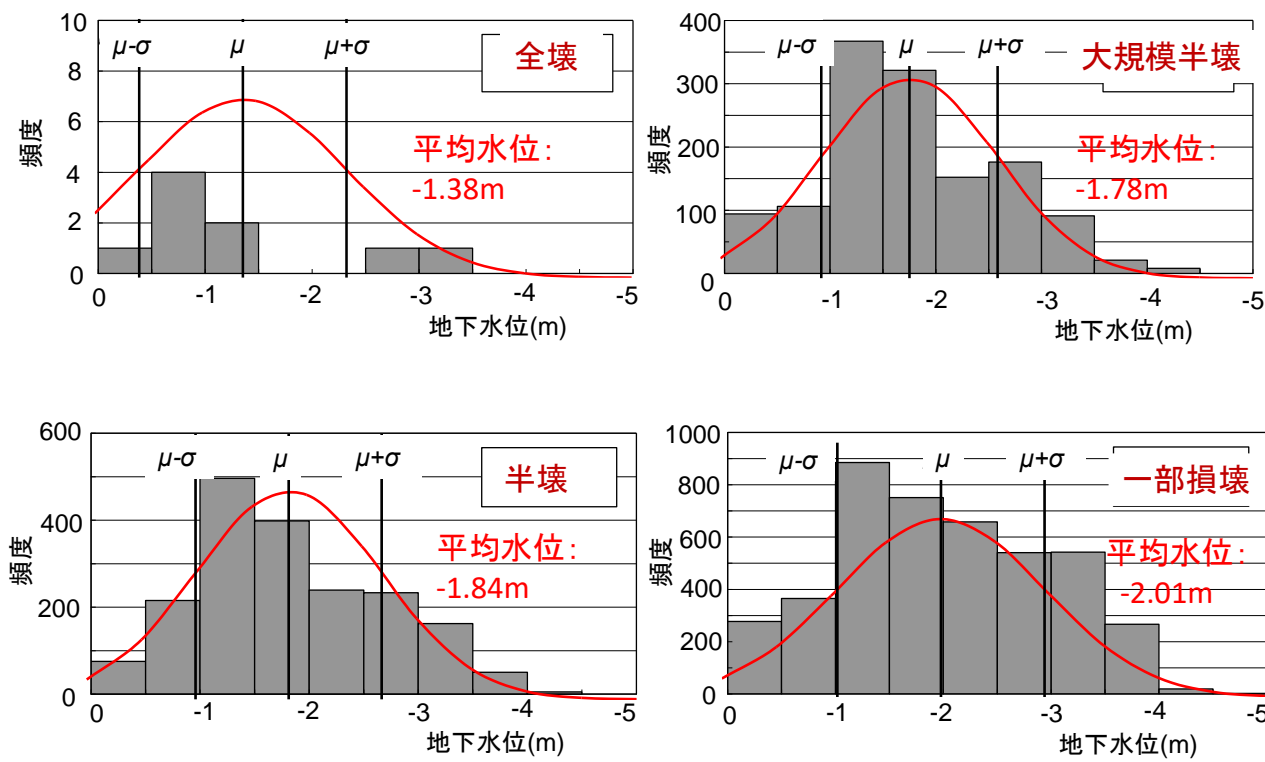 10
8
6
4
2
0
頻度
μ-σ
μ
μ+σ
全壊
平均水位:
-1.38m
0
-1
-2
-3
-4
-5
地下水位(m)
400
300
200
100
0
頻度
μ-σ
μ
μ+σ
大規模半壊
平均水位:
-1.78m
0
-1
-2
-3
-4
-5
地下水位(m)
600
400
200
0
頻度
μ-σ
μ
μ+σ
半壊
平均水位:
-1.84m
0
-1
-2
-3
-4
-5
地下水位(m)
1000
800
600
400
200
0
頻度
μ-σ
μ
μ+σ
一部損壊
平均水位:
-2.01m
0
-1
-2
-3
-4
-5
地下水位(m)